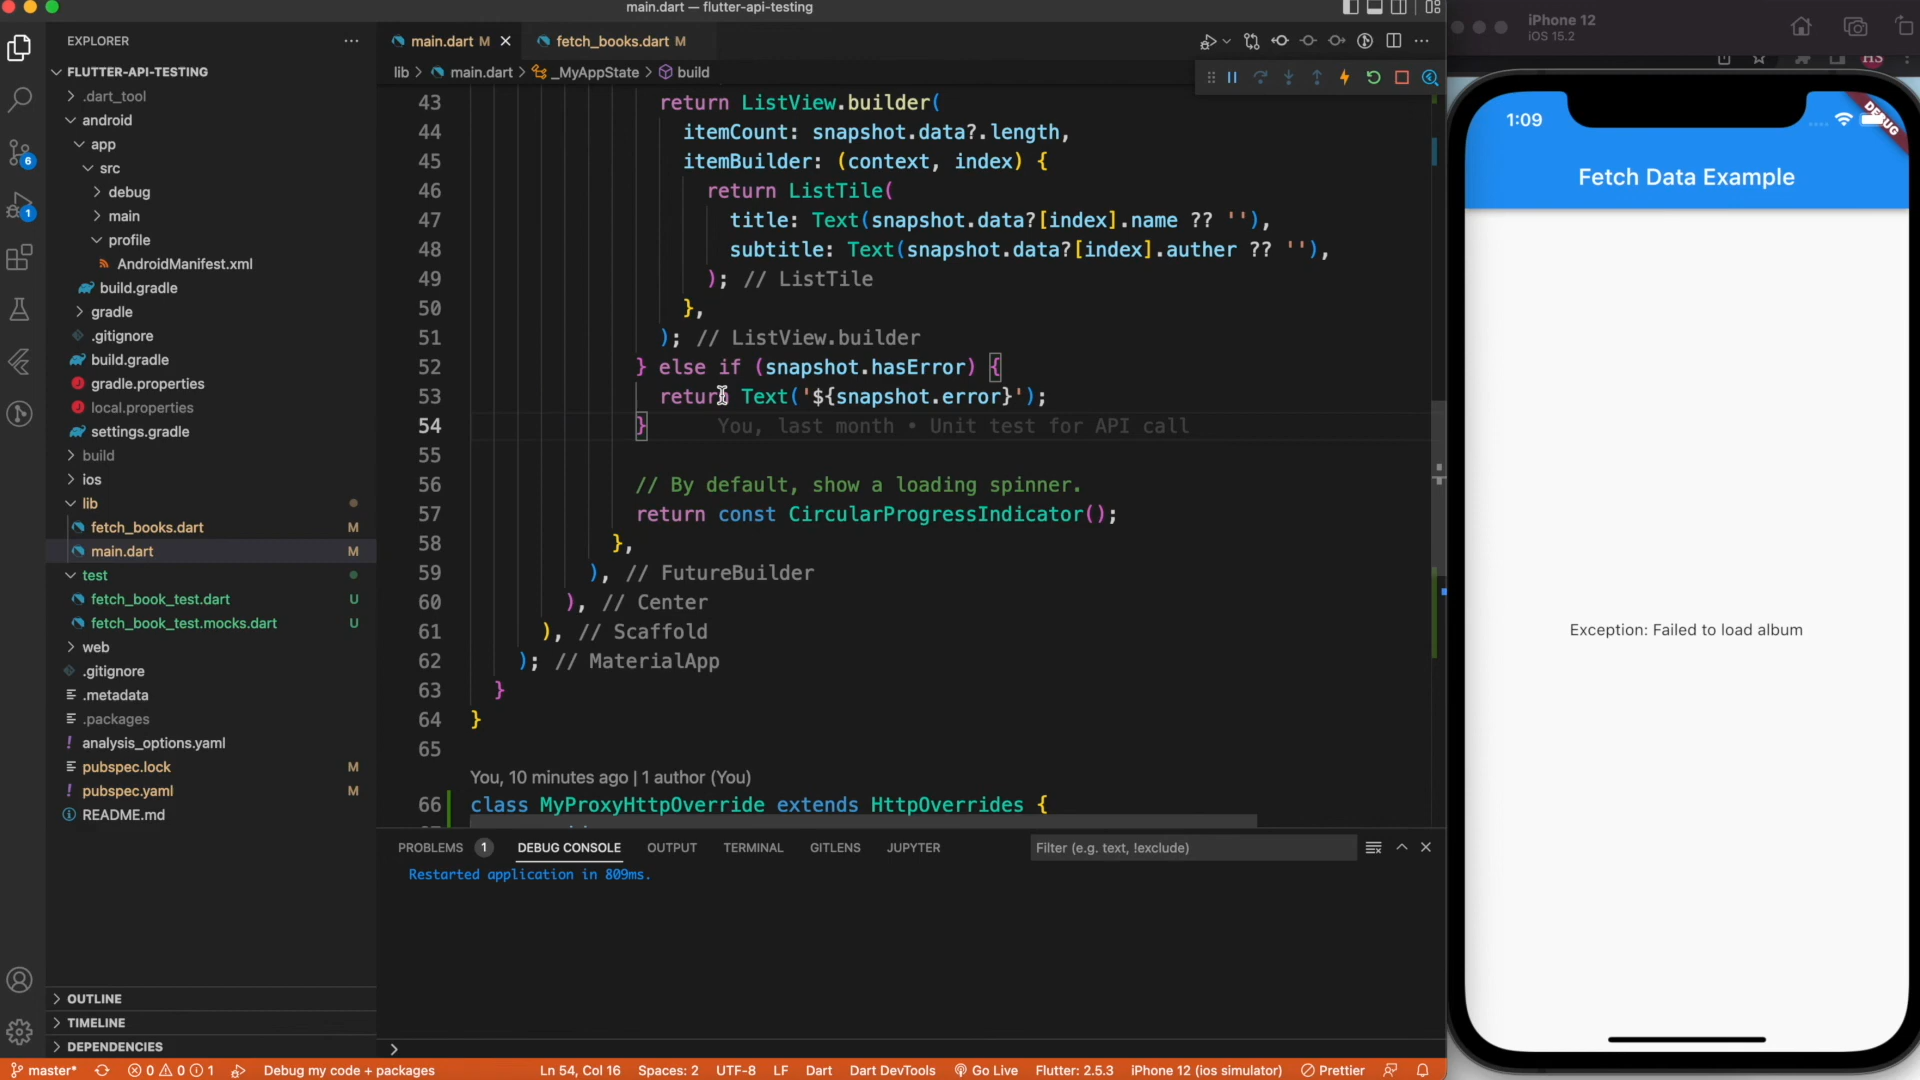 main.dart — flutter-api-testing
EXPLORER
FLUTTER-API-TESTING
.dart_tool
android
app
src
debug
main
profile
AndroidManifest.xml
build.gradle
gradle
.gitignore
build.gradle
gradle.properties
local.properties
settings.gradle
build
ios
lib
fetch_books.dart M
main.dart M
test
fetch_book_test.dart U
fetch_book_test.mocks.dart U
web
.gitignore
.metadata
.packages
! analysis_options.yaml
pubspec.lock M
! pubspec.yaml M
README.md
OUTLINE
TIMELINE
DEPENDENCIES
6
1
main.dart M
fetch_books.dart M
lib > main.dart > _MyAppState > build
43 return ListView.builder(
44 itemCount: snapshot.data?.length,
45 itemBuilder: (context, index) {
46 return ListTile(
47 title: Text(snapshot.data?[index].name ?? ''),
48 subtitle: Text(snapshot.data?[index].auther ?? ''),
49 ); // ListTile
50 },
51 ); // ListView.builder
52 } else if (snapshot.hasError) {
53 return Text('${snapshot.error}');
54 } You, last month • Unit test for API call
55
56 // By default, show a loading spinner.
57 return const CircularProgressIndicator();
58 },
59 ), // FutureBuilder
60 ), // Center
61 ), // Scaffold
62 ); // MaterialApp
63 }
64 }
65
You, 10 minutes ago | 1 author (You)
66 class MyProxyHttpOverride extends HttpOverrides {
PROBLEMS 1 DEBUG CONSOLE OUTPUT TERMINAL GITLENS JUPYTER
Filter (e.g. text, !exclude)
Restarted application in 809ms.
master* 0 0 1 Debug my code + packages
Ln 54, Col 16 Spaces: 2 UTF-8 LF Dart Dart DevTools Go Live Flutter: 2.5.3 iPhone 12 (ios simulator) Prettier
iPhone 12
iOS 15.2
HS
1:09
DEBUG
Fetch Data Example
Exception: Failed to load album